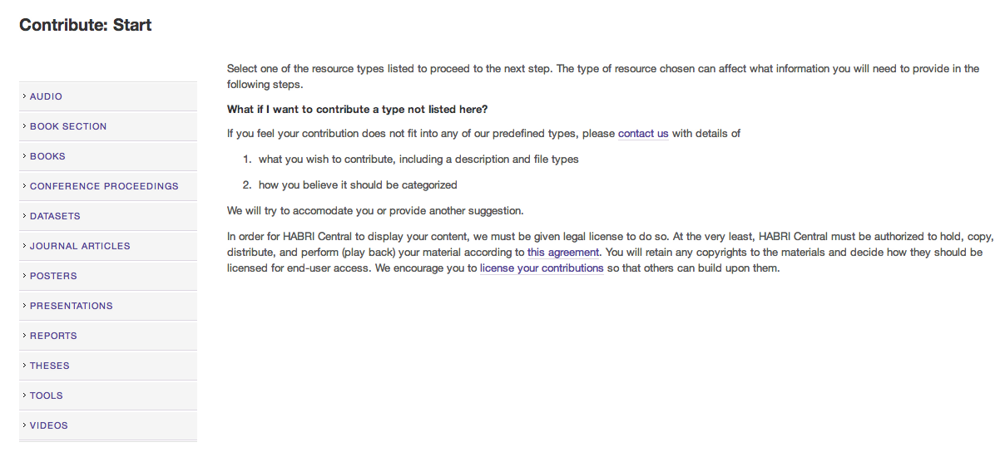 Contribute: Start
AUDIO
BOOK SECTION
BOOKS
CONFERENCE PROCEEDINGS
DATASETS
JOURNAL ARTICLES
POSTERS
PRESENTATIONS
REPORTS
THESES
TOOLS
VIDEOS
Select one of the resource types listed to proceed to the next step. The type of resource chosen can affect what information you will need to provide in the
following steps.
What if I want to contribute a type not listed here?
If you feel your contribution does not fit into any of our predefined types, please contact us with details of
1. what you wish to contribute, including a description and file types
2. how you believe it should be categorized
We will try to accomodate you or provide another suggestion.
In order for HABRI Central to display your content, we must be given legal license to do so. At the very least, HABRI Central must be authorized to hold, copy,
distribute, and perform (play back) your material according to this agreement. You will retain any copyrights to the materials and decide how they should be
licensed for end-user access. We encourage you to license your contributions so that others can build upon them.